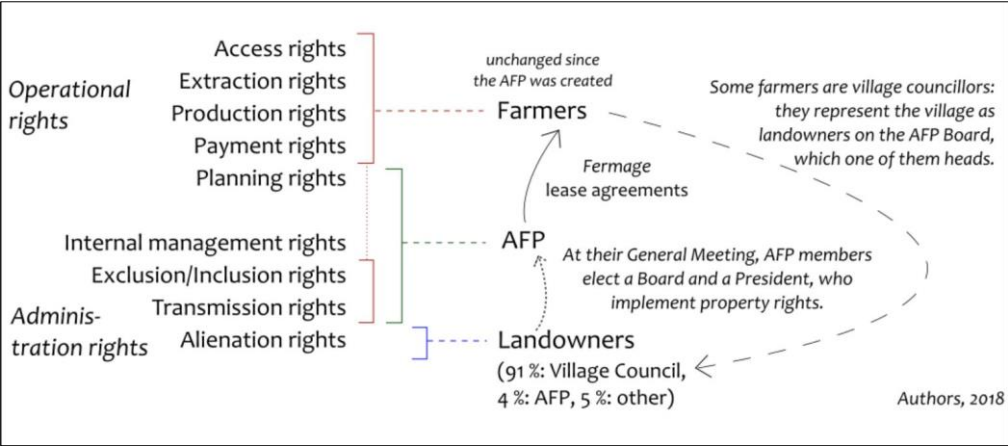 Operational
rights
Access rights
Extraction rights
Production rights
Payment rights
Planning rights
Internal management rights
Exclusion/Inclusion rights
Transmission rights
Alienation rights
Adminis-
tration rights
unchanged since
the AFP was created
Farmers
Fermage
lease agreements
AFP
At their General Meeting, AFP members
elect a Board and a President, who
implement property rights.
Landowners
(91 %: Village Council,
4 %: AFP, 5 %: other)
Some farmers are village councillors:
they represent the village as
landowners on the AFP Board,
which one of them heads.
Authors, 2018